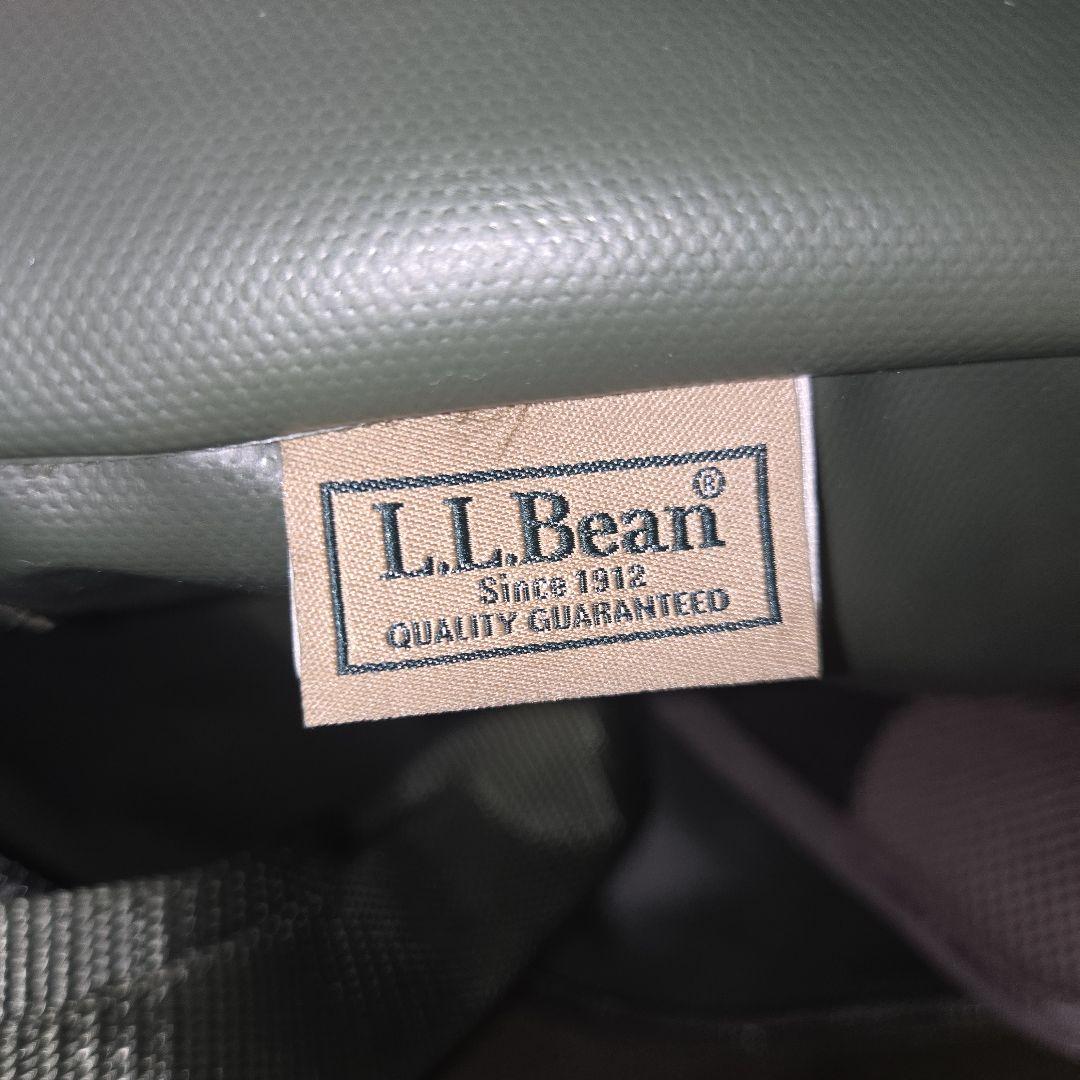 L.L.Bean®
Since 1912
QUALITY GUARANTEED